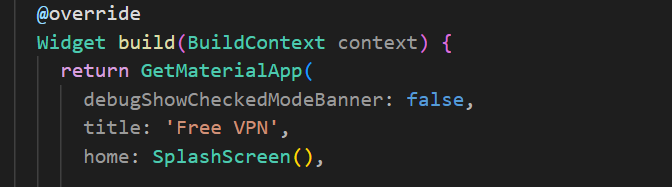 @override
Widget build(BuildContext context) {
return GetMaterialApp(
debugShowCheckedModeBanner: false,
title: 'Free VPN',
home: SplashScreen(),